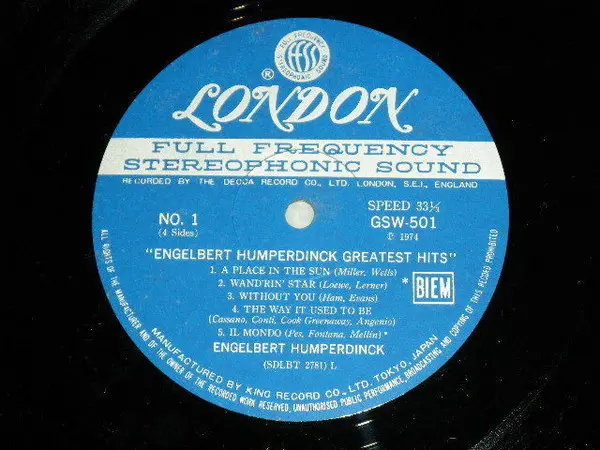 FULL FREQUENCY
ffss
STEREOPHONIC SOUND
®
LONDON
FULL FREQUENCY
STEREOPHONIC SOUND
RECORDED BY THE DECCA RECORD CO., LTD. LONDON, S.E.I., ENGLAND
NO. 1
(4 Sides)
SPEED 33⅓
GSW-501
℗ 1974
"ENGELBERT HUMPERDINCK GREATEST HITS"
1. A PLACE IN THE SUN (Miller, Wells)
2. WAND'RIN' STAR (Loewe, Lerner)
3. WITHOUT YOU (Ham, Evans)
4. THE WAY IT USED TO BE
(Cassano, Conti, Cook Greenaway, Angenio)
5. IL MONDO (Pes, Fontana, Mellin) *
* BIEM
ENGELBERT HUMPERDINCK
(SDLBT 2781) L
MANUFACTURED BY KING RECORD CO., LTD. TOKYO, JAPAN
ALL RIGHTS OF THE MANUFACTURER AND OF THE OWNER OF THE RECORDED WORK RESERVED, UNAUTHORISED PUBLIC PERFORMANCE, BROADCASTING AND COPYING OF THIS RECORD PROHIBITED